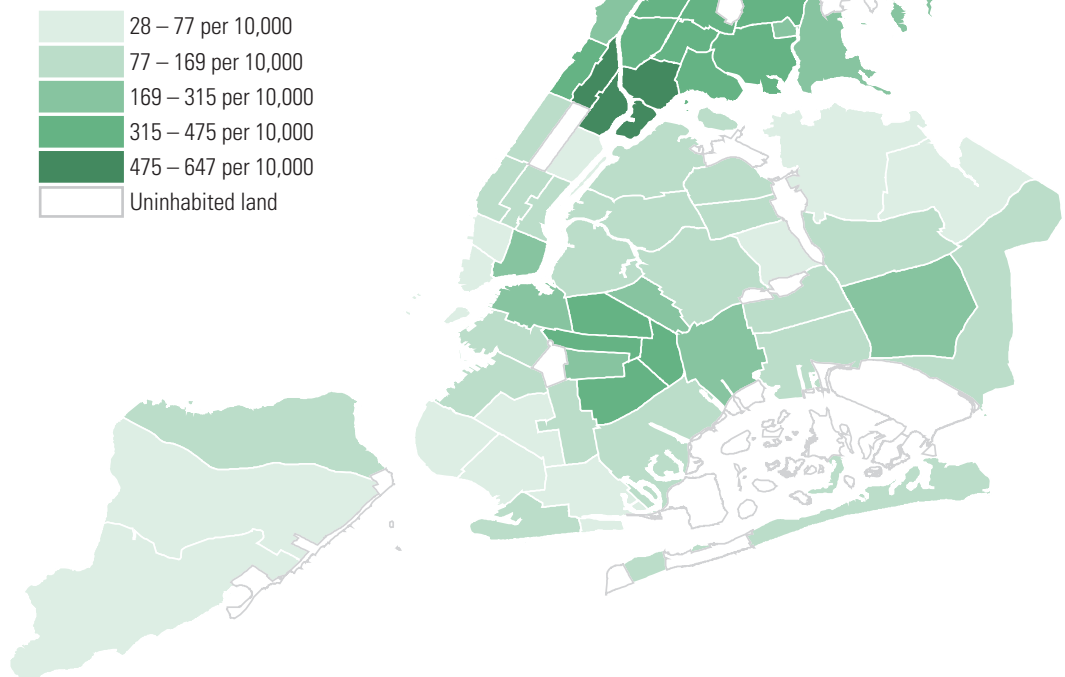 28 – 77 per 10,000
77 – 169 per 10,000
169 – 315 per 10,000
315 – 475 per 10,000
475 – 647 per 10,000
Uninhabited land